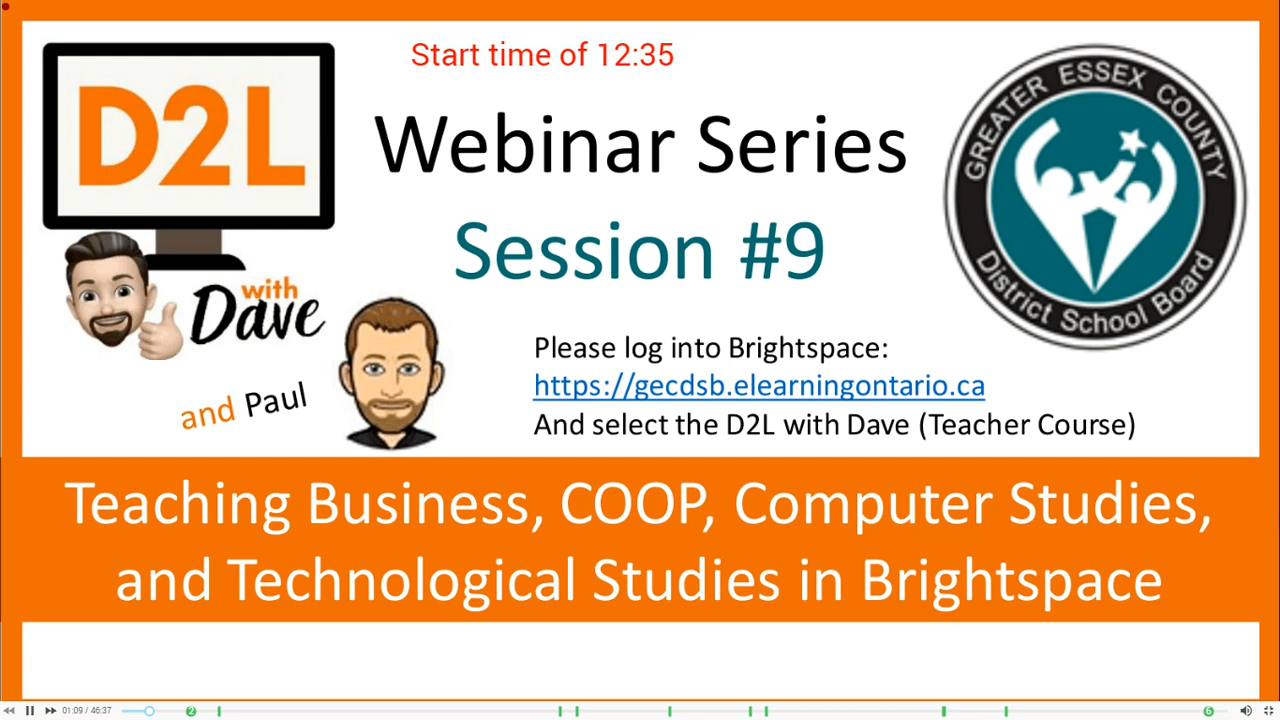 Start time of 12:35
D2L
Webinar Series
Session #9
GREATER ESSEX COUNTY
District School Board
with
Dave
and Paul
Please log into Brightspace:
https://gecdsb.elearningontario.ca
And select the D2L with Dave (Teacher Course)
Teaching Business, COOP, Computer Studies,
and Technological Studies in Brightspace
01:09 / 46:37
2
6